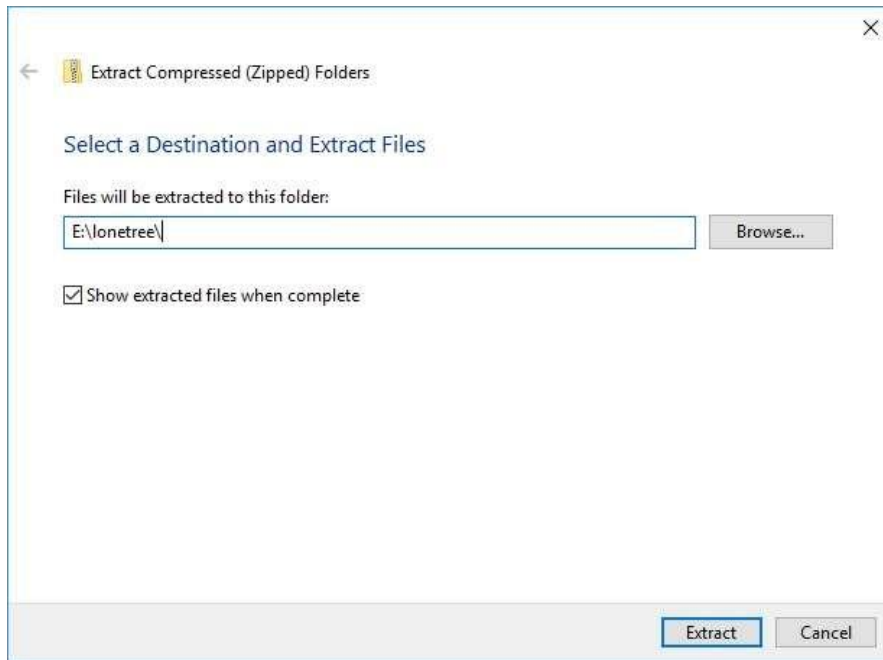 Extract Compressed (Zipped) Folders
Select a Destination and Extract Files
Files will be extracted to this folder:
E:\lonetree\
Browse...
Show extracted files when complete
Extract
Cancel